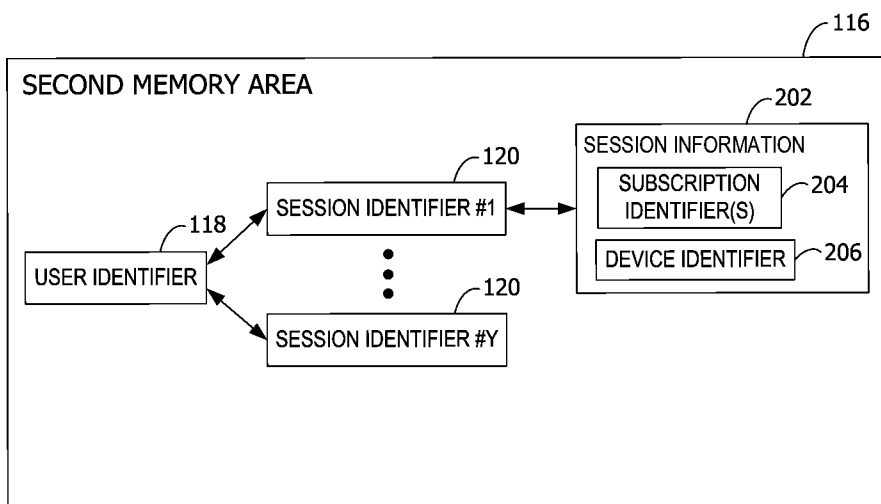 116
SECOND MEMORY AREA
202
SESSION INFORMATION
120
SUBSCRIPTION
IDENTIFIER(S)
204
SESSION IDENTIFIER #1
118
USER IDENTIFIER
DEVICE IDENTIFIER
206
120
SESSION IDENTIFIER #Y